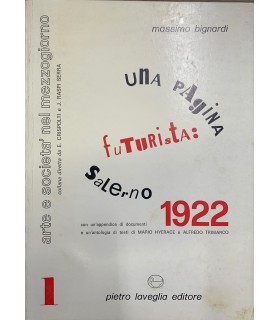 massimo bignardi
arte e societa' nel mezzogiorno
collana diretta da E. CRISPOLTI e J. RASPI SERRA
UNA PAGINA
fuTURISTA:
SaLerno
1922
con un'appendice di documenti
e un'antologia di testi di MARIO HYERACE e ALFREDO TRIMARCO
1
pietro laveglia editore